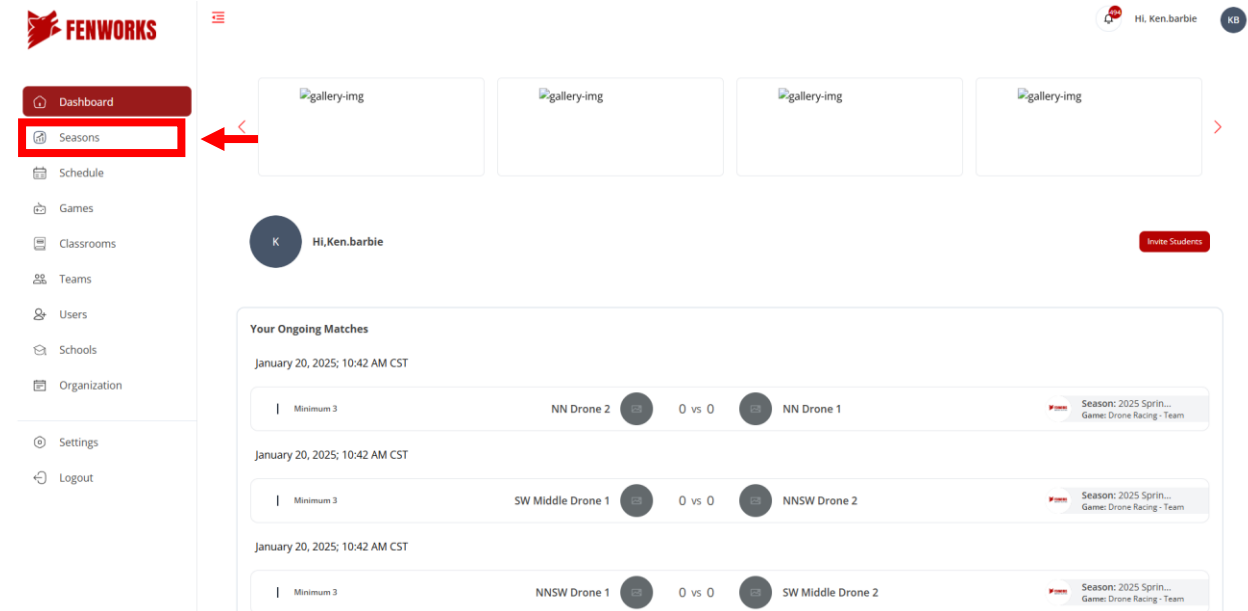 FENWORKS
494
Hi, Ken.barbie
KB
Dashboard
Seasons
Schedule
Games
Classrooms
Teams
Users
Schools
Organization
Settings
Logout
gallery-img
gallery-img
gallery-img
gallery-img
K
Hi,Ken.barbie
Invite Students
Your Ongoing Matches
January 20, 2025; 10:42 AM CST
Minimum 3 NN Drone 2 0 vs 0 NN Drone 1
FENWORKS
Season: 2025 Sprin...
Game: Drone Racing - Team
January 20, 2025; 10:42 AM CST
Minimum 3 SW Middle Drone 1 0 vs 0 NNSW Drone 2
FENWORKS
Season: 2025 Sprin...
Game: Drone Racing - Team
January 20, 2025; 10:42 AM CST
Minimum 3 NNSW Drone 1 0 vs 0 SW Middle Drone 2
FENWORKS
Season: 2025 Sprin...
Game: Drone Racing - Team